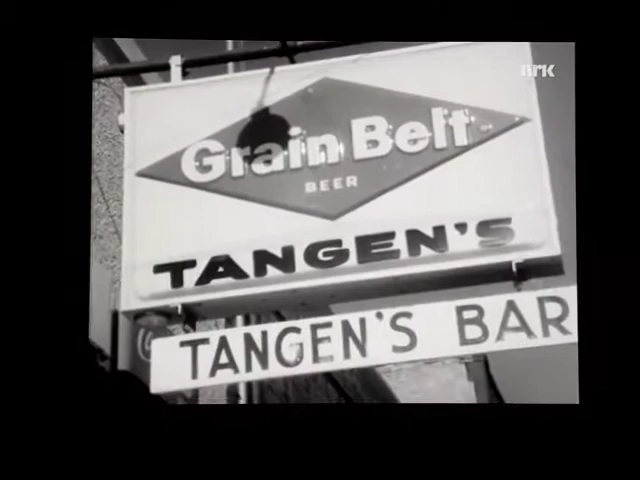 nrk
Grain Belt
BEER
TANGEN'S
TANGEN'S BAR